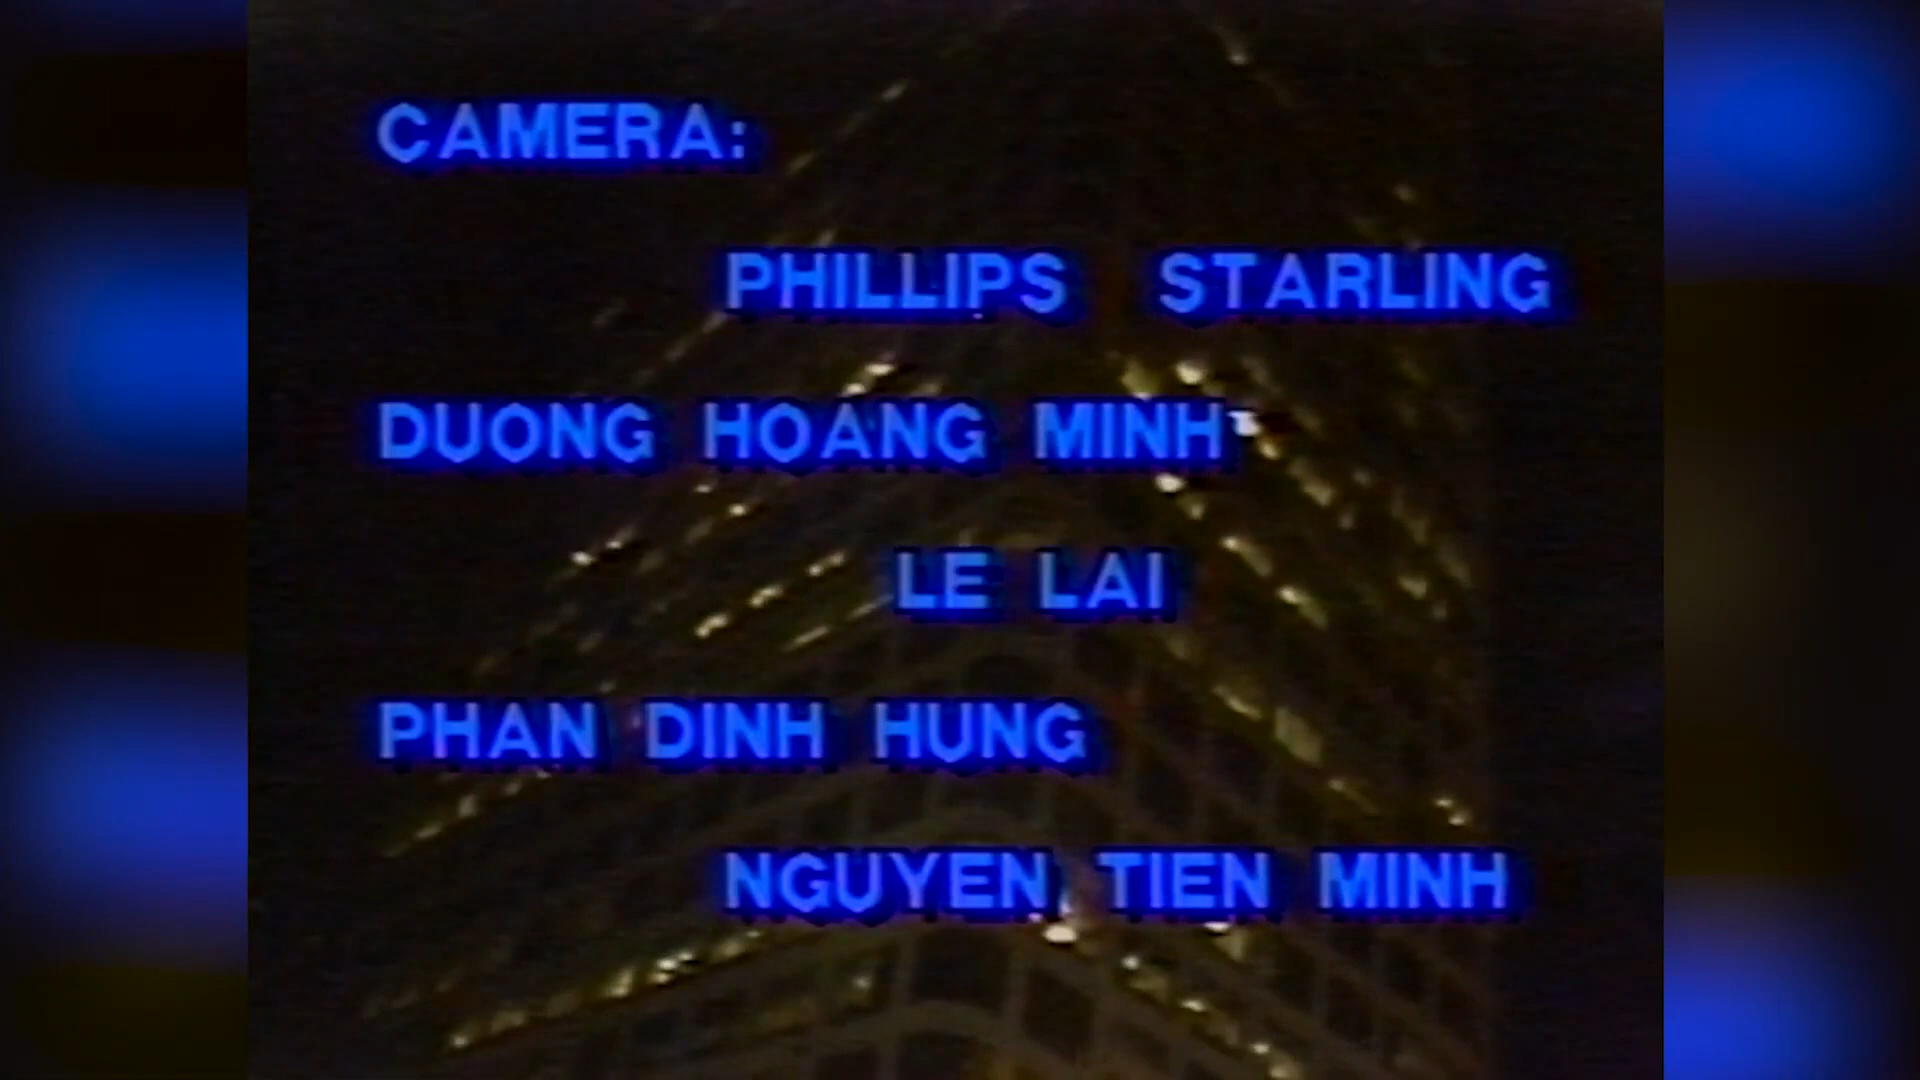 CAMERA:
PHILLIPS STARLING
DUONG HOANG MINH
LE LAI
PHAN DINH HUNG
NGUYEN TIEN MINH